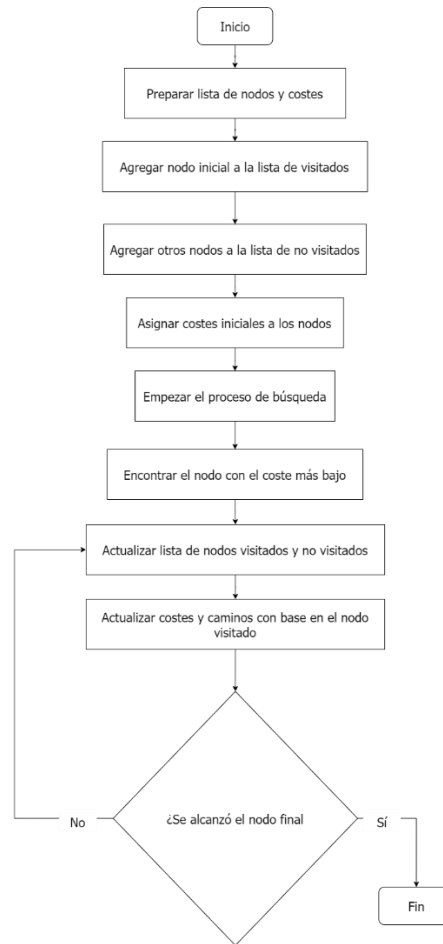 Inicio
Preparar lista de nodos y costes
Agregar nodo inicial a la lista de visitados
Agregar otros nodos a la lista de no visitados
Asignar costes iniciales a los nodos
Empezar el proceso de búsqueda
Encontrar el nodo con el coste más bajo
Actualizar lista de nodos visitados y no visitados
Actualizar costes y caminos con base en el nodo
visitado
¿Se alcanzó el nodo final
No
Sí
Fin